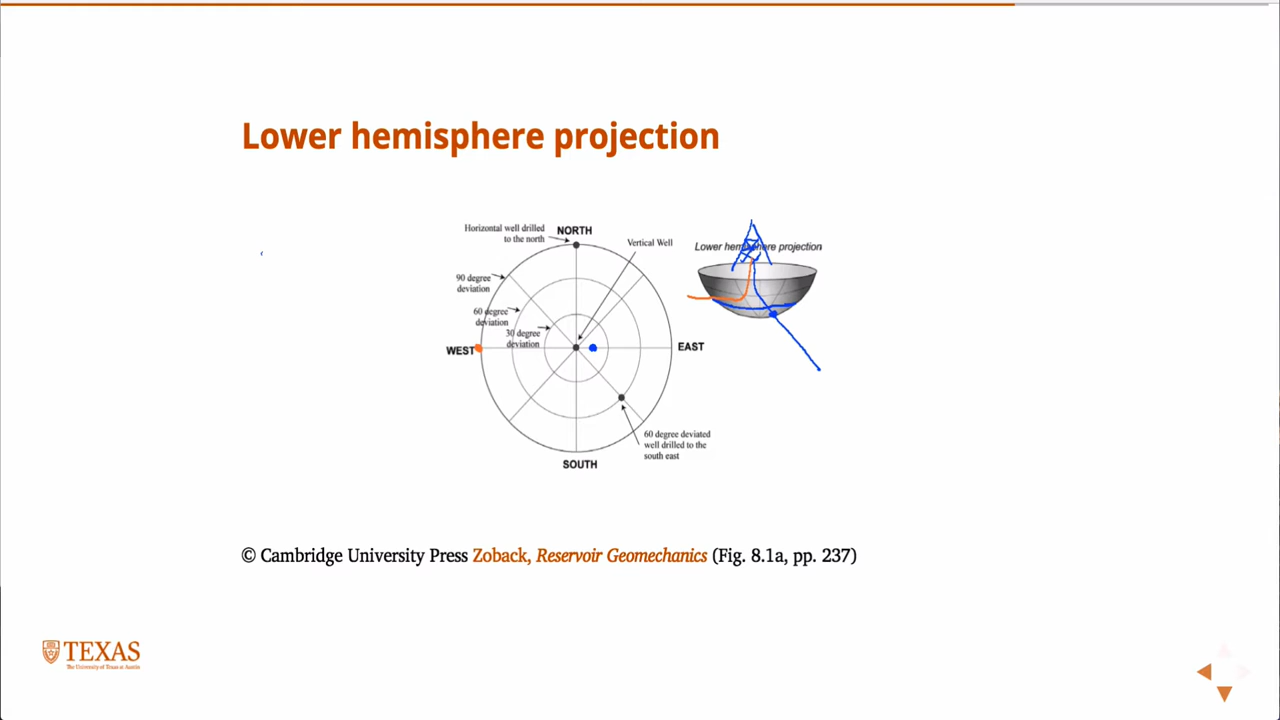 Lower hemisphere projection
Horizontal well drilled
to the north
NORTH
Vertical Well
90 degree
deviation
60 degree
deviation
30 degree
deviation
WEST
EAST
60 degree deviated
well drilled to the
south east
SOUTH
Lower hemisphere projection
© Cambridge University Press Zoback, Reservoir Geomechanics (Fig. 8.1a, pp. 237)
TEXAS
The University of Texas at Austin